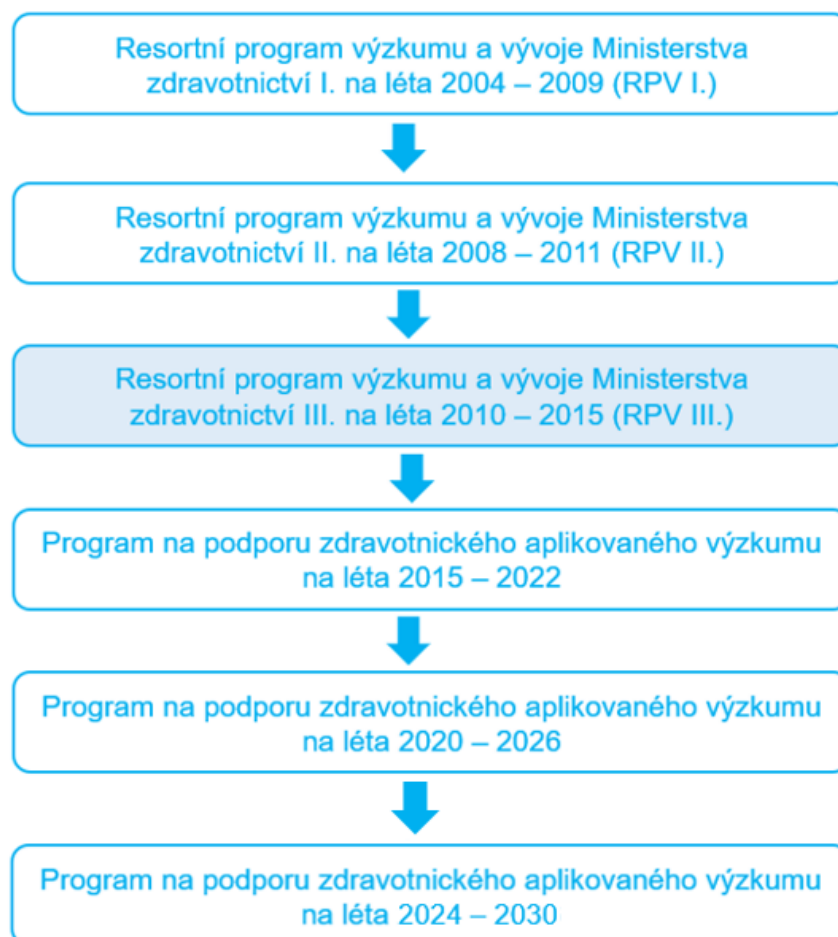 Resortní program výzkumu a vývoje Ministerstva
zdravotnictví I. na léta 2004 – 2009 (RPV I.)
Resortní program výzkumu a vývoje Ministerstva
zdravotnictví II. na léta 2008 – 2011 (RPV II.)
Resortní program výzkumu a vývoje Ministerstva
zdravotnictví III. na léta 2010 – 2015 (RPV III.)
Program na podporu zdravotnického aplikovaného výzkumu
na léta 2015 – 2022
Program na podporu zdravotnického aplikovaného výzkumu
na léta 2020 – 2026
Program na podporu zdravotnického aplikovaného výzkumu
na léta 2024 – 2030